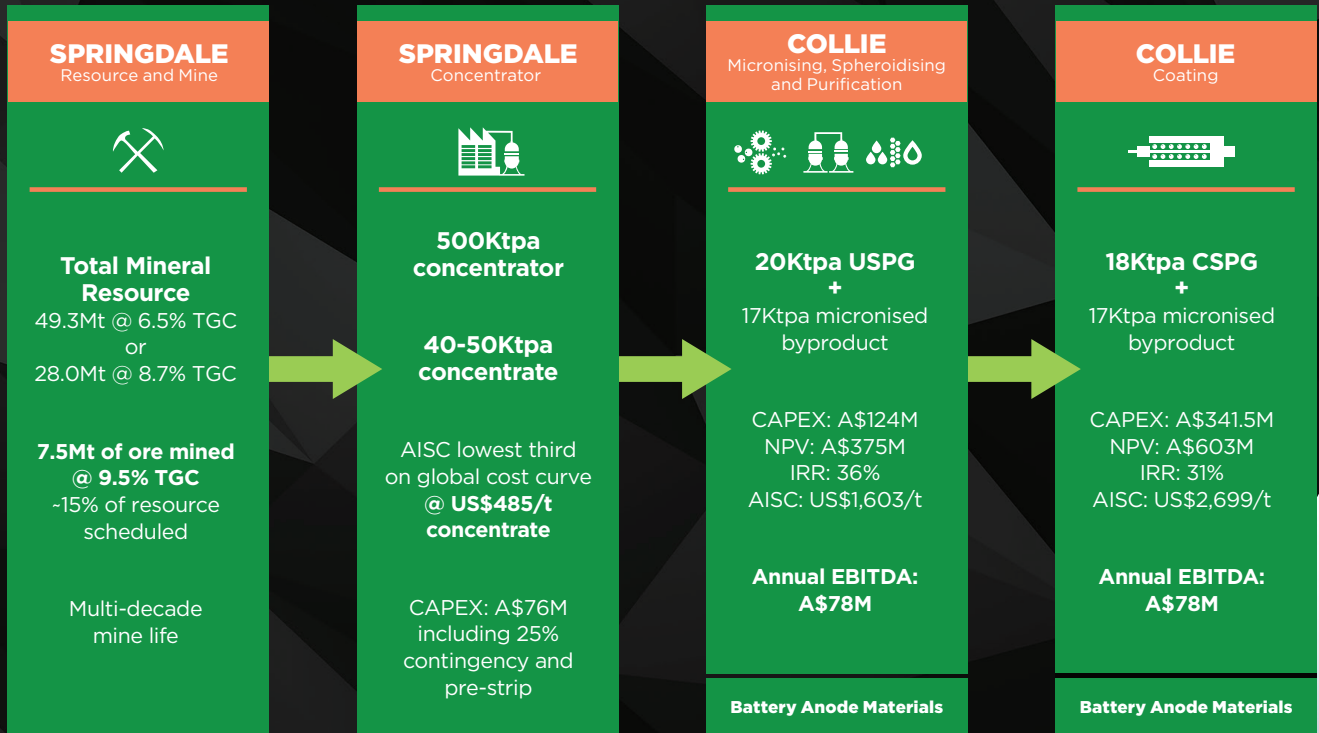 SPRINGDALE
Resource and Mine
Total Mineral
Resource
49.3Mt @ 6.5% TGC
or
28.0Mt @ 8.7% TGC
7.5Mt of ore mined
@ 9.5% TGC
~15% of resource
scheduled
Multi-decade
mine life
SPRINGDALE
Concentrator
500Ktpa
concentrator
40-50Ktpa
concentrate
AISC lowest third
on global cost curve
@ US$485/t
concentrate
CAPEX: A$76M
including 25%
contingency and
pre-strip
COLLIE
Micronising, Spheroidising
and Purification
20Ktpa USPG
+
17Ktpa micronised
byproduct
CAPEX: A$124M
NPV: A$375M
IRR: 36%
AISC: US$1,603/t
Annual EBITDA:
A$78M
Battery Anode Materials
COLLIE
Coating
18Ktpa CSPG
+
17Ktpa micronised
byproduct
CAPEX: A$341.5M
NPV: A$603M
IRR: 31%
AISC: US$2,699/t
Annual EBITDA:
A$78M
Battery Anode Materials